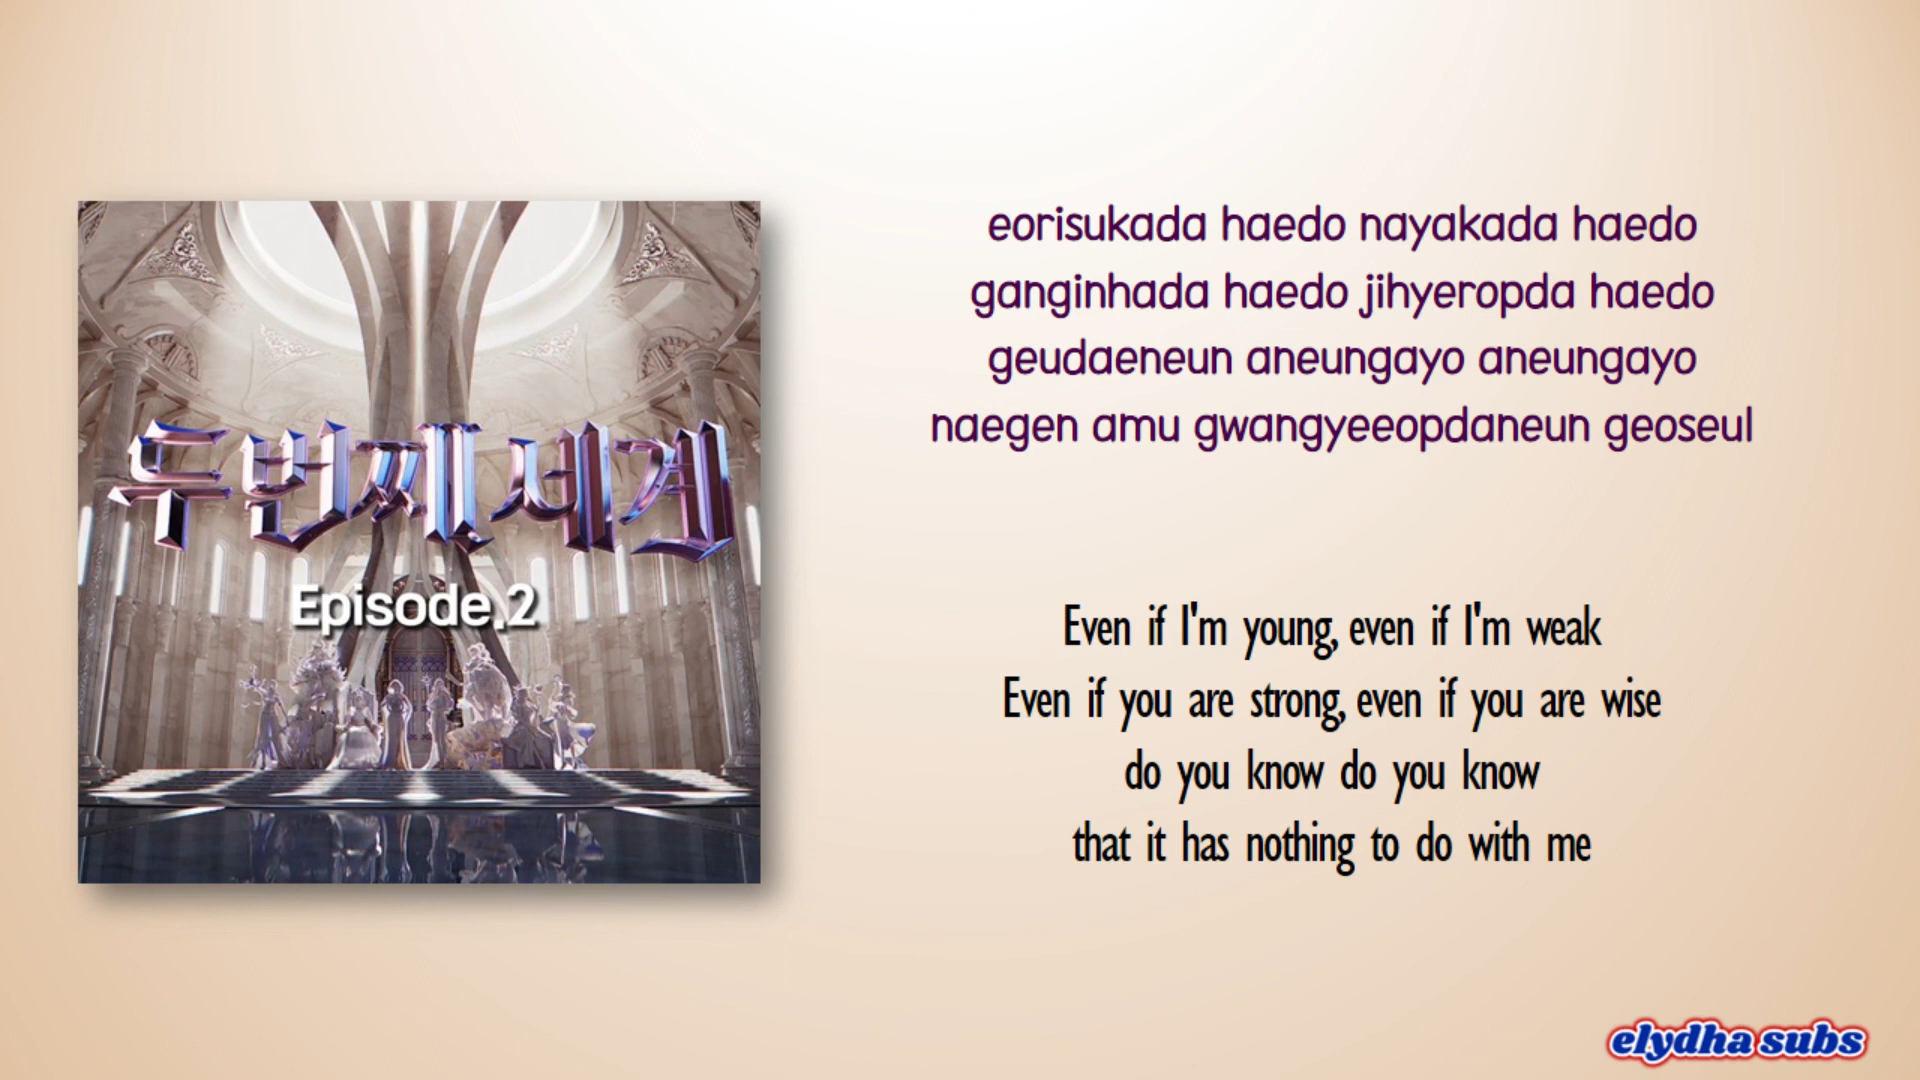 두번째세계
Episode.2
eorisukada haedo nayakada haedo
ganginhada haedo jihyeropda haedo
geudaeneun aneungayo aneungayo
naegen amu gwangyeeopdaneun geoseul
Even if I'm young, even if I'm weak
Even if you are strong, even if you are wise
do you know do you know
that it has nothing to do with me
elydha subs